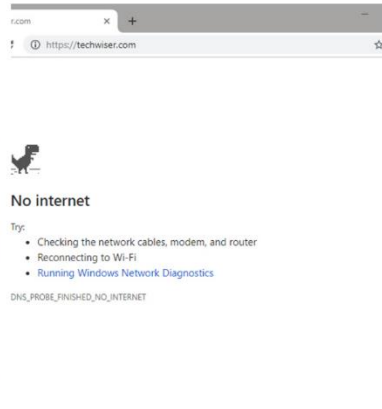 r.com
https://techwiser.com
No internet
Try:
Checking the network cables, modem, and router
Reconnecting to Wi-Fi
Running Windows Network Diagnostics
DNS_PROBE_FINISHED_NO_INTERNET